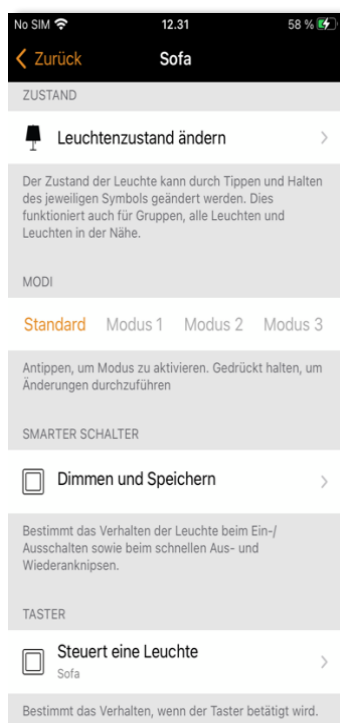 No SIM 12.31 58 %
Zurück Sofa
ZUSTAND
Leuchtenzustand ändern
Der Zustand der Leuchte kann durch Tippen und Halten
des jeweiligen Symbols geändert werden. Dies
funktioniert auch für Gruppen, alle Leuchten und
Leuchten in der Nähe.
MODI
Standard Modus 1 Modus 2 Modus 3
Antippen, um Modus zu aktivieren. Gedrückt halten, um
Änderungen durchzuführen
SMARTER SCHALTER
Dimmen und Speichern
Bestimmt das Verhalten der Leuchte beim Ein-/
Ausschalten sowie beim schnellen Aus- und
Wiederanknipsen.
TASTER
Steuert eine Leuchte
Sofa
Bestimmt das Verhalten, wenn der Taster betätigt wird.